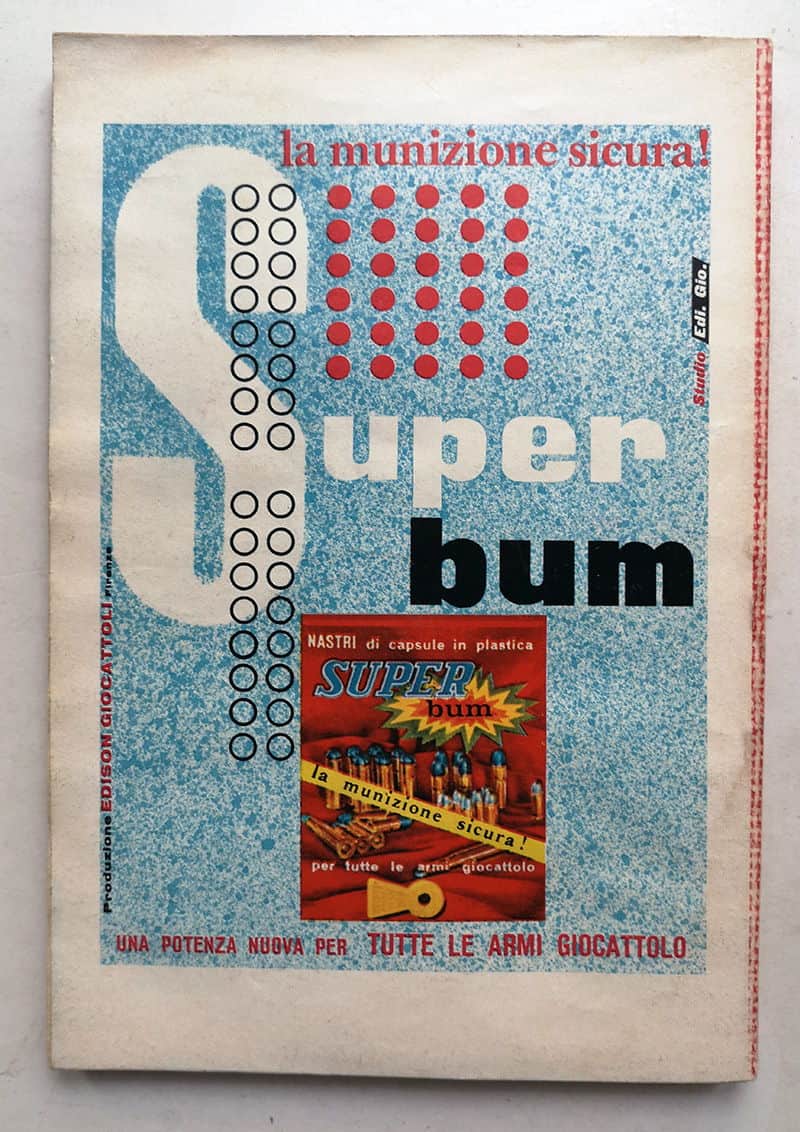 la munizione sicura!
Studio Edi. Gio.
Super
bum
NASTRI di capsule in plastica
SUPER
bum
la munizione sicura!
per tutte le armi giocattolo
Produzione EDISON GIOCATTOLI Firenze
UNA POTENZA NUOVA PER TUTTE LE ARMI GIOCATTOLO